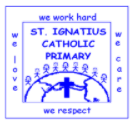 we work hard
we love
ST. IGNATIUS
CATHOLIC
PRIMARY
we care
we respect